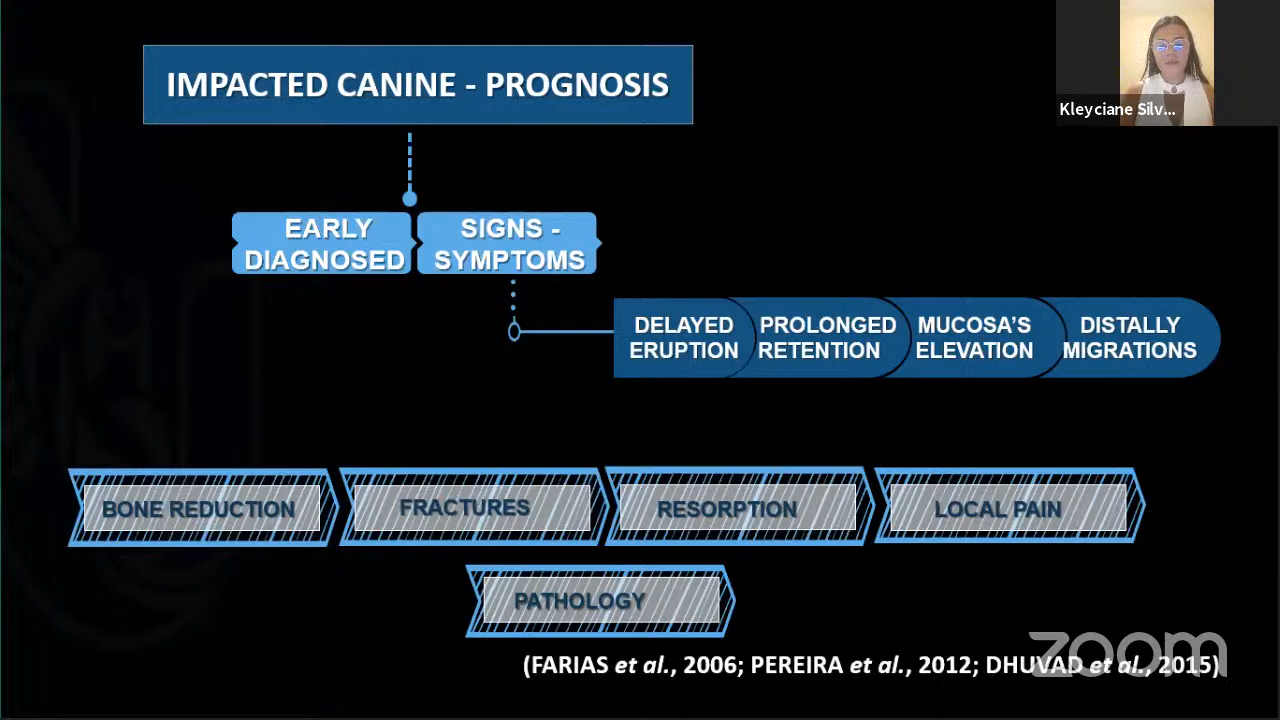 IMPACTED CANINE - PROGNOSIS
Kleyciane Silv...
EARLY
DIAGNOSED
SIGNS -
SYMPTOMS
DELAYED
ERUPTION
PROLONGED
RETENTION
MUCOSA’S
ELEVATION
DISTALLY
MIGRATIONS
BONE REDUCTION
FRACTURES
RESORPTION
LOCAL PAIN
PATHOLOGY
(FARIAS et al., 2006; PEREIRA et al., 2012; DHUVAD et al., 2015)
zoom